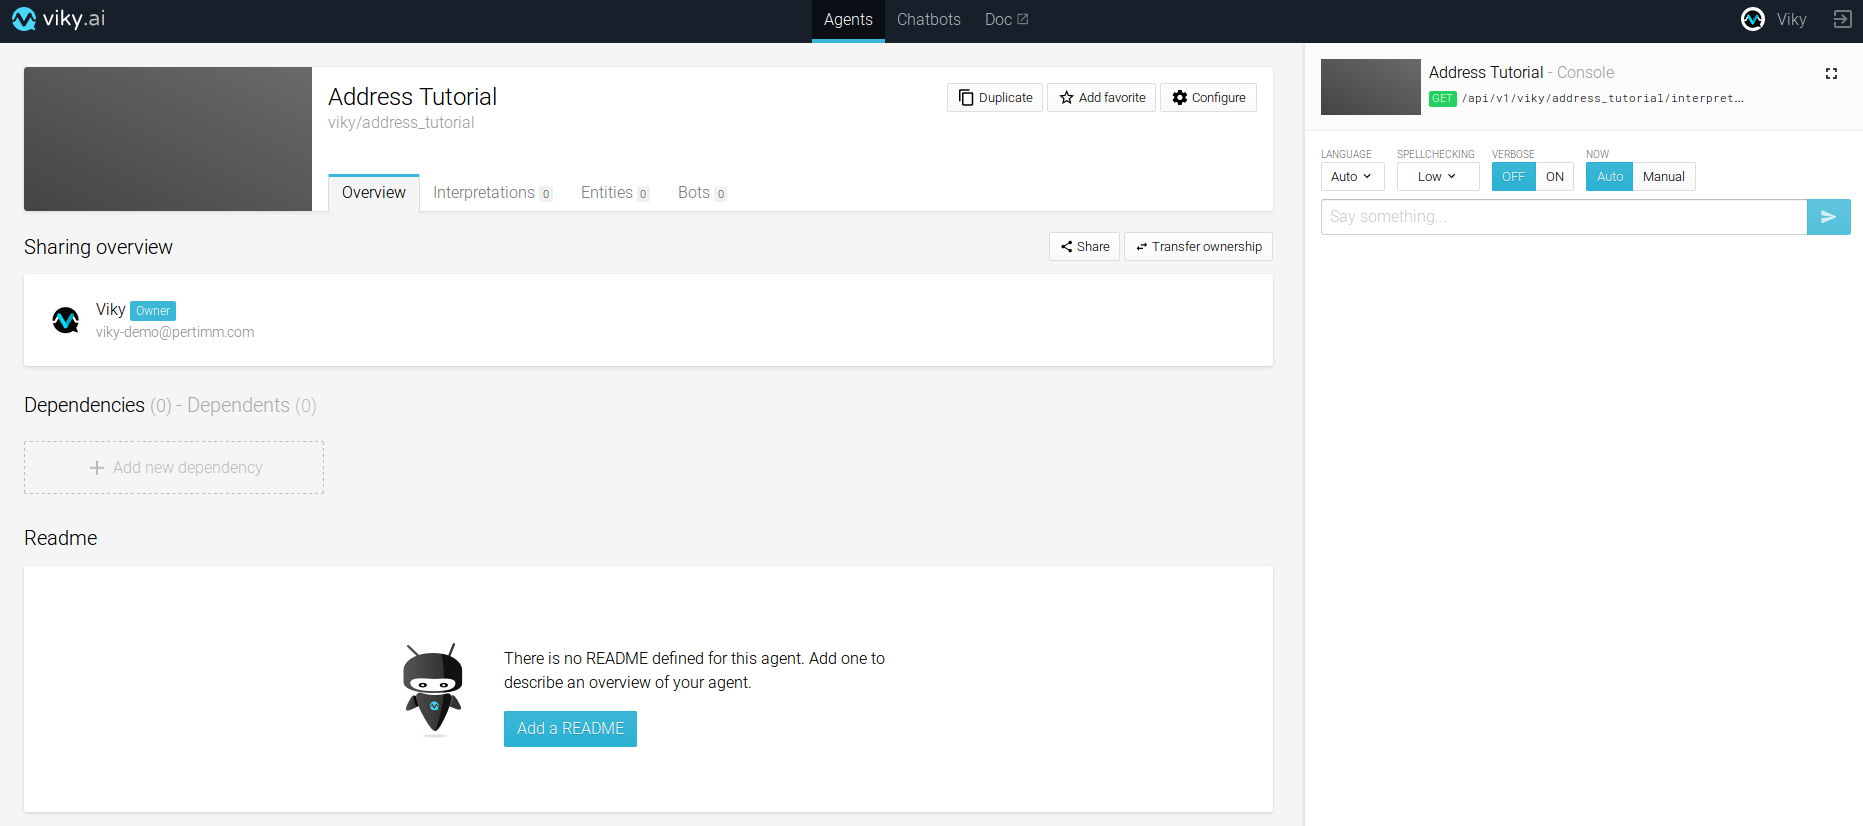 viky.ai
Agents Chatbots Doc
Viky
Address Tutorial
viky/address_tutorial
Duplicate Add favorite Configure
Overview Interpretations 0 Entities 0 Bots 0
Sharing overview
Share Transfer ownership
Viky Owner
viky-demo@pertimm.com
Dependencies (0) - Dependents (0)
Add new dependency
Readme
There is no README defined for this agent. Add one to
describe an overview of your agent.
Add a README
Address Tutorial - Console
GET /api/v1/viky/address_tutorial/interpret...
LANGUAGE SPELLCHECKING VERBOSE NOW
Auto Low OFF ON Auto Manual
Say something...